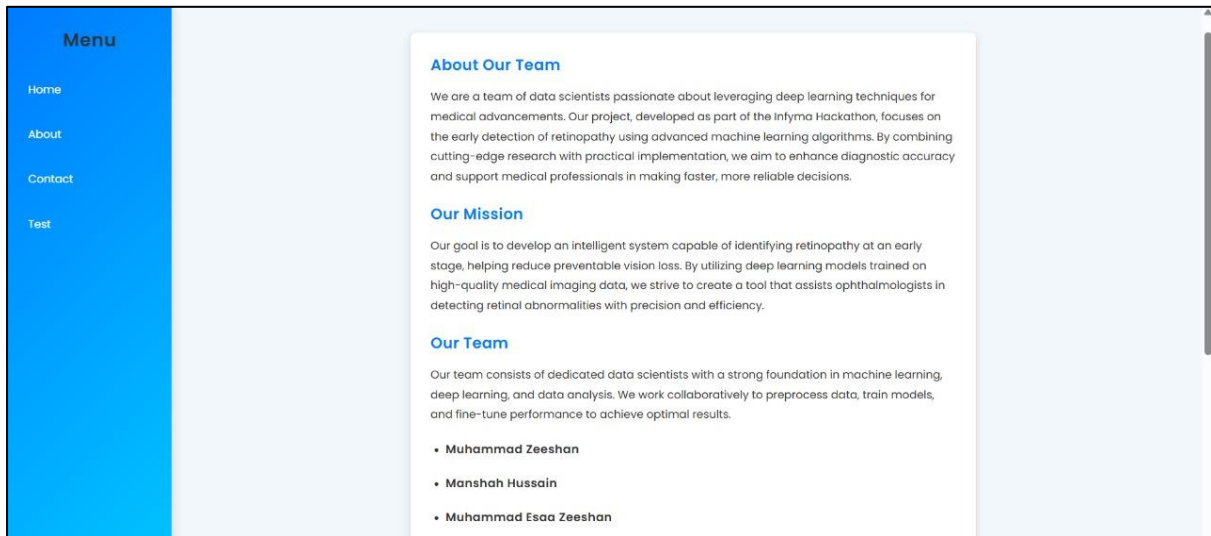 Menu
Home
About
Contact
Test
About Our Team
We are a team of data scientists passionate about leveraging deep learning techniques for
medical advancements. Our project, developed as part of the Infyma Hackathon, focuses on
the early detection of retinopathy using advanced machine learning algorithms. By combining
cutting-edge research with practical implementation, we aim to enhance diagnostic accuracy
and support medical professionals in making faster, more reliable decisions.
Our Mission
Our goal is to develop an intelligent system capable of identifying retinopathy at an early
stage, helping reduce preventable vision loss. By utilizing deep learning models trained on
high-quality medical imaging data, we strive to create a tool that assists ophthalmologists in
detecting retinal abnormalities with precision and efficiency.
Our Team
Our team consists of dedicated data scientists with a strong foundation in machine learning,
deep learning, and data analysis. We work collaboratively to preprocess data, train models,
and fine-tune performance to achieve optimal results.
• Muhammad Zeeshan
• Manshah Hussain
• Muhammad Esaa Zeeshan